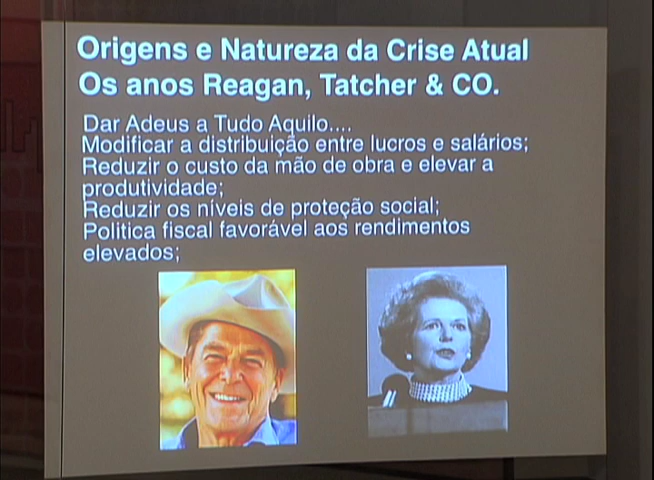 Origens e Natureza da Crise Atual
Os anos Reagan, Tatcher & CO.
Dar Adeus a Tudo Aquilo....
Modificar a distribuição entre lucros e salários;
Reduzir o custo da mão de obra e elevar a
produtividade;
Reduzir os níveis de proteção social;
Politica fiscal favorável aos rendimentos
elevados;